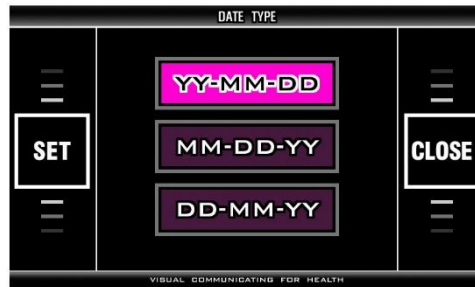 DATE TYPE
YY-MM-DD
SET
MM-DD-YY
CLOSE
DD-MM-YY
VISUAL COMMUNICATING FOR HEALTH